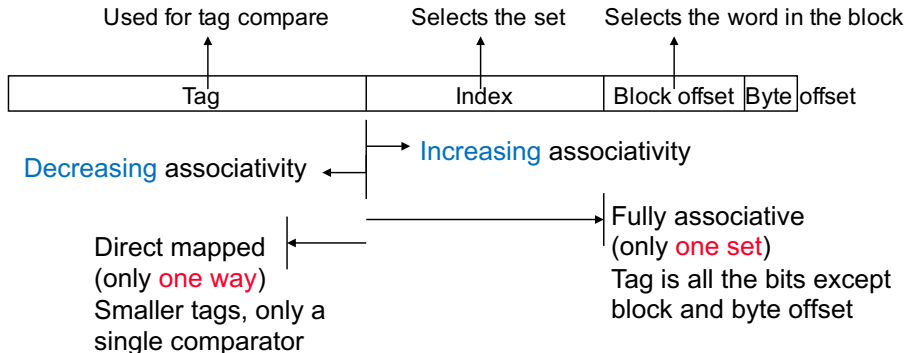 Used for tag compare
Selects the set
Selects the word in the block
Tag
Index
Block offset
Byte offset
Decreasing associativity
Increasing associativity
Direct mapped
(only one way)
Smaller tags, only a
single comparator
Fully associative
(only one set)
Tag is all the bits except
block and byte offset